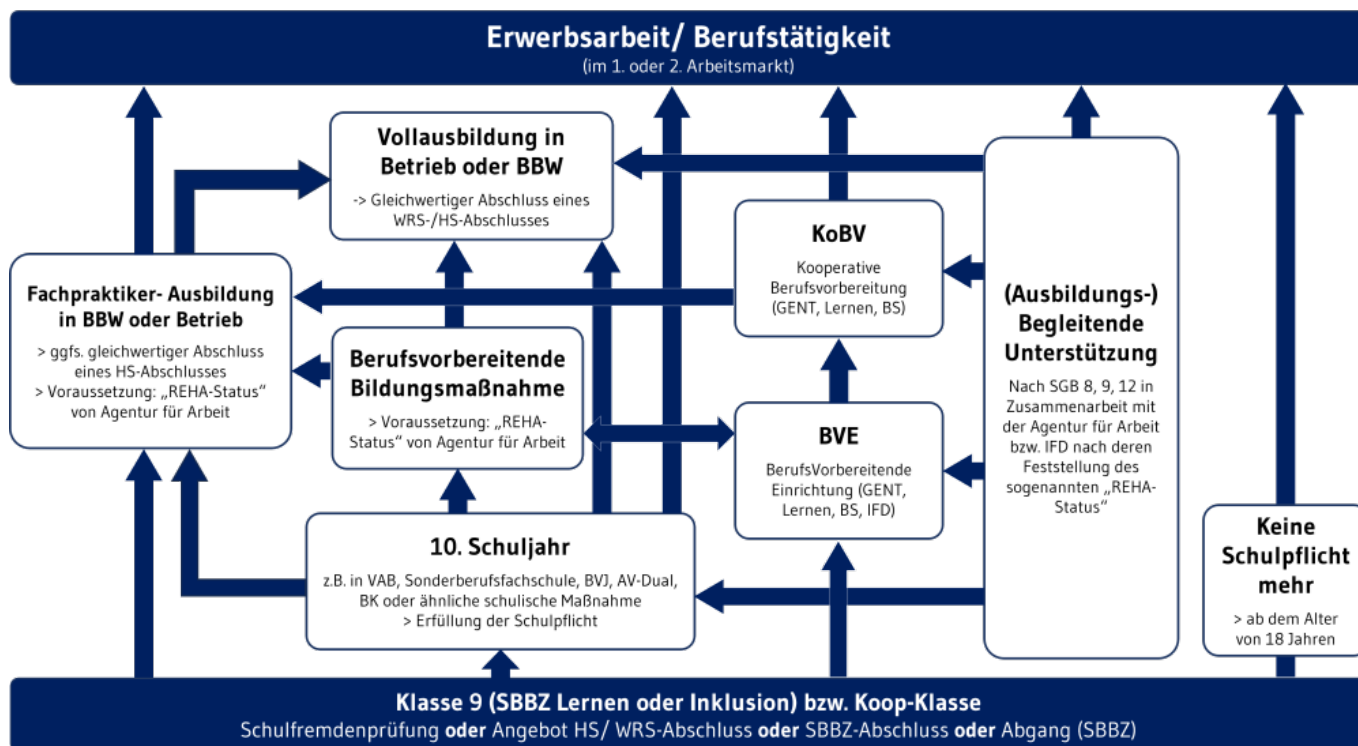 Erwerbsarbeit/ Berufstätigkeit
(im 1. oder 2. Arbeitsmarkt)
Vollausbildung in
Betrieb oder BBW
-> Gleichwertiger Abschluss eines
WRS-/HS-Abschlusses
KoBV
Kooperative
Berufsvorbereitung
(GENT, Lernen, BS)
(Ausbildungs-)
Begleitende
Unterstützung
Nach SGB 8, 9, 12 in
Zusammenarbeit mit
der Agentur für Arbeit
bzw. IFD nach deren
Feststellung des
sogenannten „REHA-
Status“
Fachpraktiker- Ausbildung
in BBW oder Betrieb
> ggfs. gleichwertiger Abschluss
eines HS-Abschlusses
> Voraussetzung: „REHA-Status“
von Agentur für Arbeit
Berufsvorbereitende
Bildungsmaßnahme
> Voraussetzung: „REHA-
Status“ von Agentur für Arbeit
BVE
BerufsVorbereitende
Einrichtung (GENT,
Lernen, BS, IFD)
10. Schuljahr
z.B. in VAB, Sonderberufsfachschule, BVJ, AV-Dual,
BK oder ähnliche schulische Maßnahme
> Erfüllung der Schulpflicht
Keine
Schulpflicht
mehr
> ab dem Alter
von 18 Jahren
Klasse 9 (SBBZ Lernen oder Inklusion) bzw. Koop-Klasse
Schulfremdenprüfung oder Angebot HS/ WRS-Abschluss oder SBBZ-Abschluss oder Abgang (SBBZ)